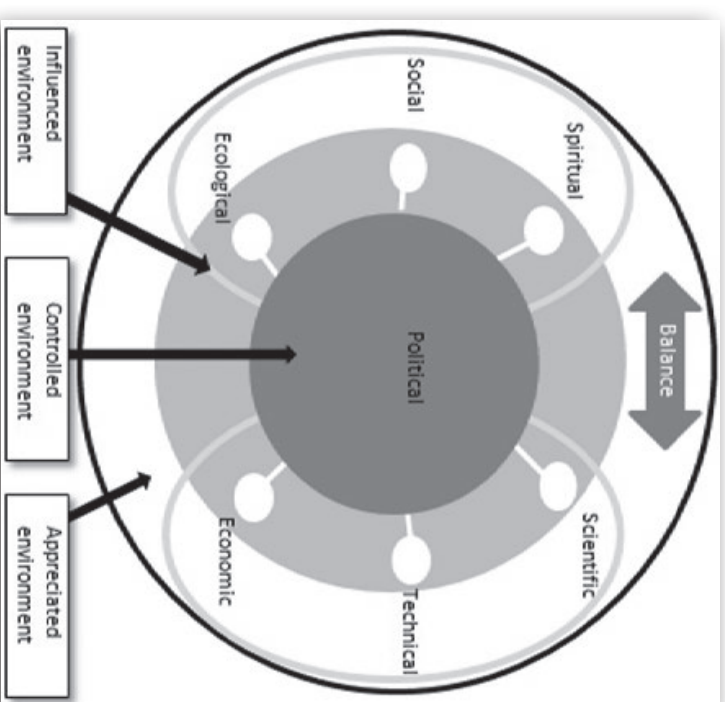 Balance
Spiritual
Scientific
Social
Political
Technical
Ecological
Economic
Influenced
environment
Controlled
environment
Appreciated
environment